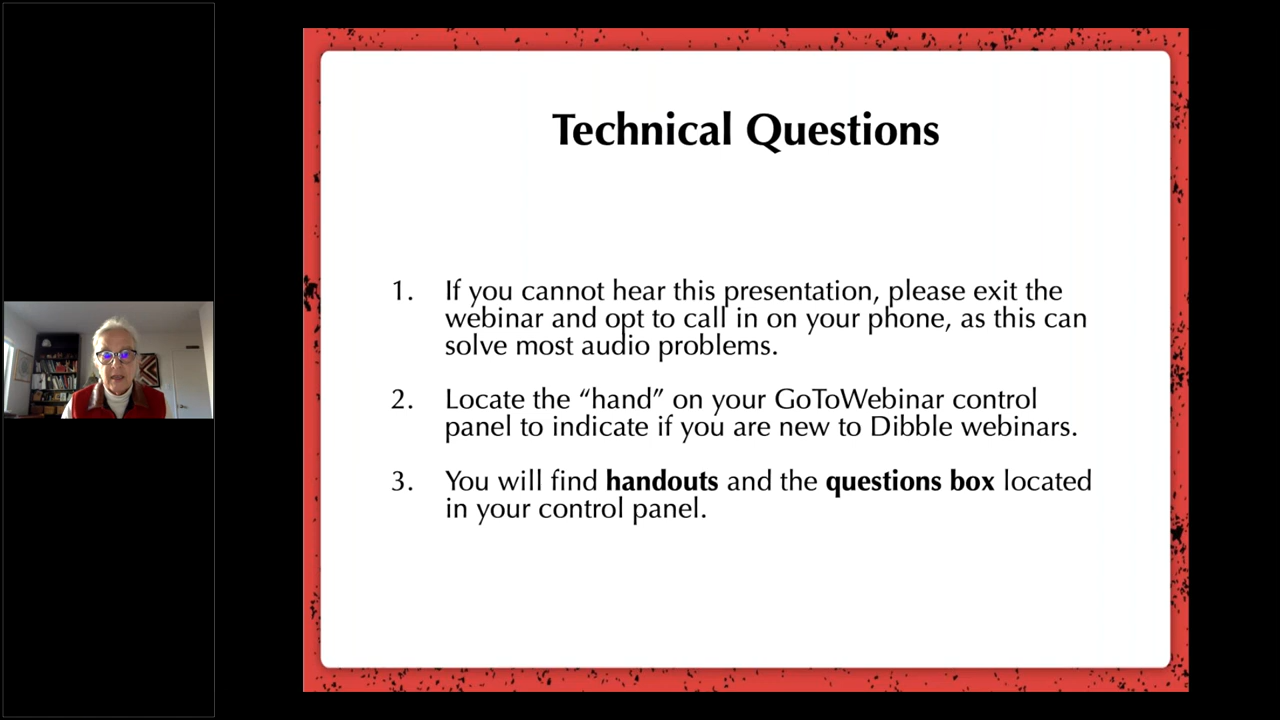 Technical Questions
1. If you cannot hear this presentation, please exit the
webinar and opt to call in on your phone, as this can
solve most audio problems.
2. Locate the “hand” on your GoToWebinar control
panel to indicate if you are new to Dibble webinars.
3. You will find handouts and the questions box located
in your control panel.